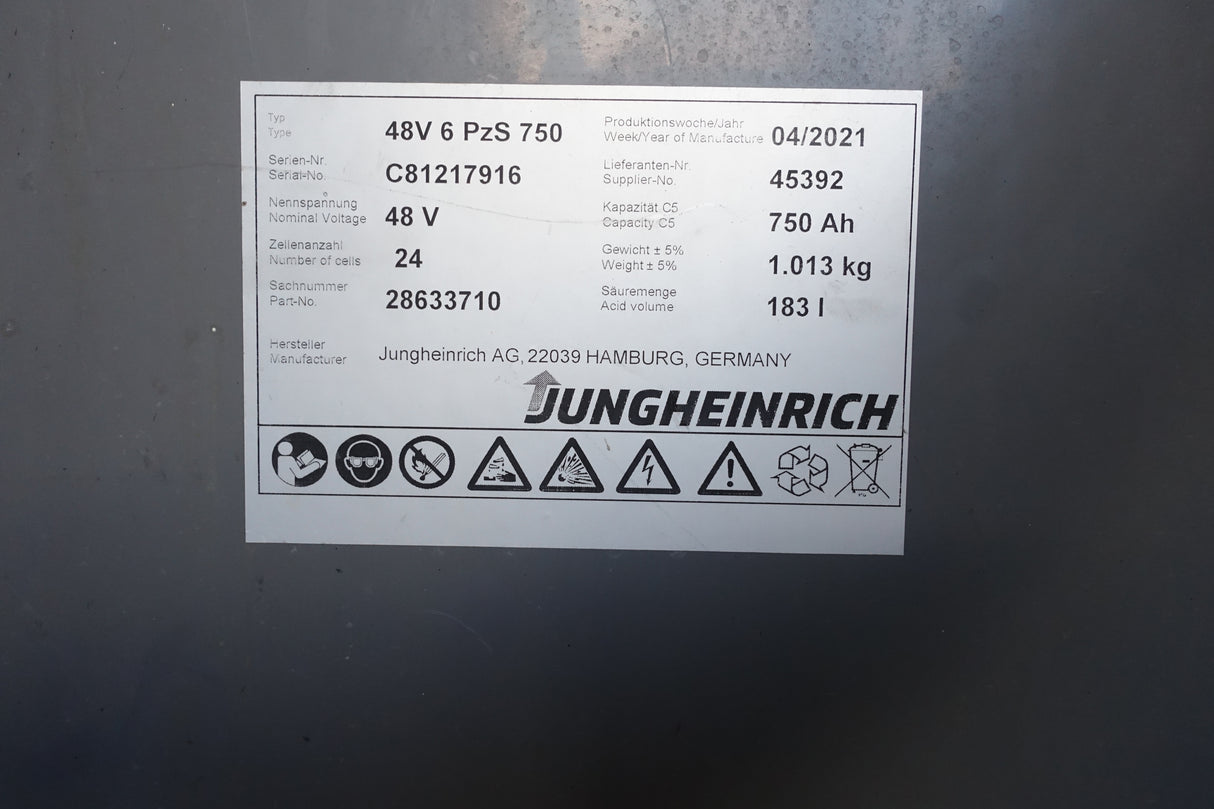 Typ
Type
48V 6 PzS 750
Produktionswoche/Jahr
Week/Year of Manufacture
04/2021
Serien-Nr.
Serial-No.
C81217916
Lieferanten-Nr.
Supplier-No.
45392
Nennspannung
Nominal Voltage
48 V
Kapazität C5
Capacity C5
750 Ah
Zellenanzahl
Number of cells
24
Gewicht ± 5%
Weight ± 5%
1.013 kg
Sachnummer
Part-No.
28633710
Säuremenge
Acid volume
183 l
Hersteller
Manufacturer
Jungheinrich AG, 22039 HAMBURG, GERMANY
JUNGHEINRICH